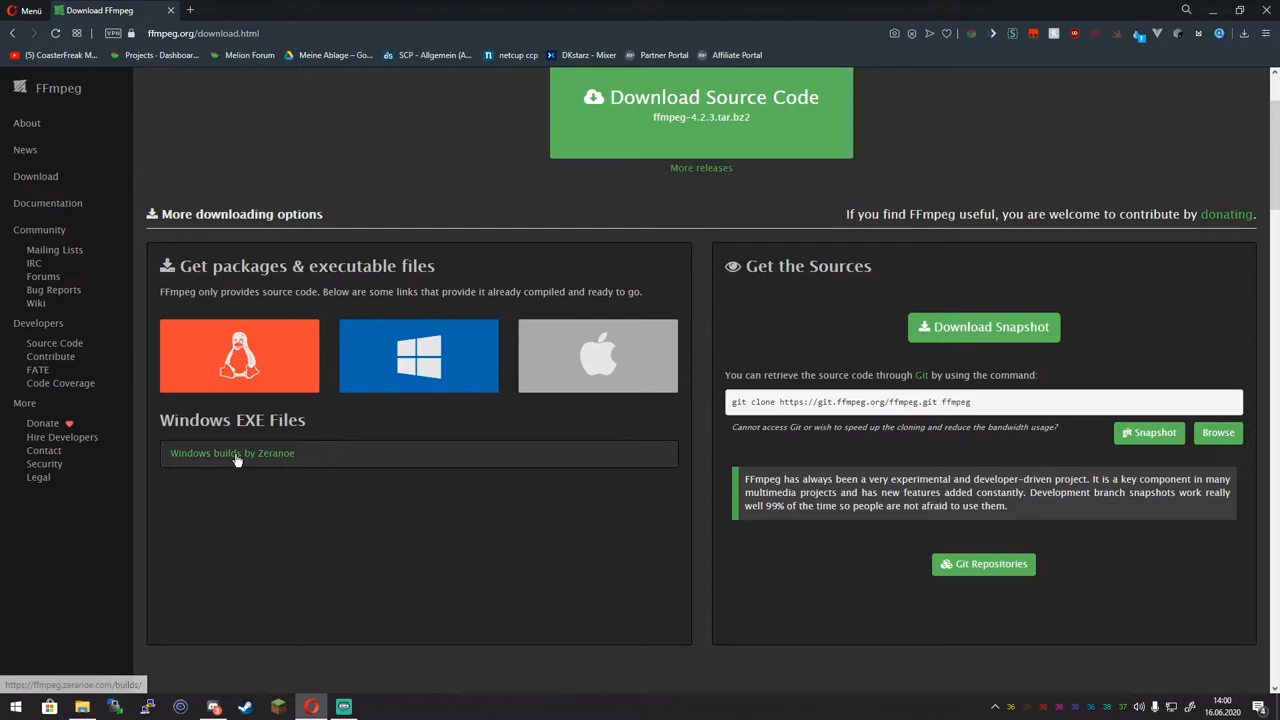 Menü
Download FFmpeg
VPN
ffmpeg.org/download.html
(5) CoasterFreak M...
Projects - Dashboar...
Melion Forum
Meine Ablage – Go...
SCP - Allgemein (A...
netcup ccp
DKstarz - Mixer
Partner Portal
Affiliate Portal
FFmpeg
About
News
Download
Documentation
Community
Mailing Lists
IRC
Forums
Bug Reports
Wiki
Developers
Source Code
Contribute
FATE
Code Coverage
More
Donate
Hire Developers
Contact
Security
Legal
Download Source Code
ffmpeg-4.2.3.tar.bz2
More releases
More downloading options
If you find FFmpeg useful, you are welcome to contribute by donating.
Get packages & executable files
FFmpeg only provides source code. Below are some links that provide it already compiled and ready to go.
Windows EXE Files
Windows builds by Zeranoe
Get the Sources
Download Snapshot
You can retrieve the source code through Git by using the command:
git clone https://git.ffmpeg.org/ffmpeg.git ffmpeg
Cannot access Git or wish to speed up the cloning and reduce the bandwidth usage?
git Snapshot
Browse
FFmpeg has always been a very experimental and developer-driven project. It is a key component in many
multimedia projects and has new features added constantly. Development branch snapshots work really
well 99% of the time so people are not afraid to use them.
Git Repositories
https://ffmpeg.zeranoe.com/builds/
36 38 38 36 38 37
14:00
16.06.2020